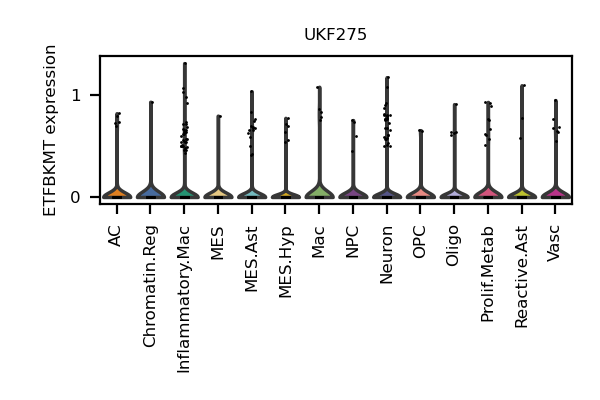 UKF275
ETFBKMT expression
1
0
AC
Chromatin.Reg
Inflammatory.Mac
MES
MES.Ast
MES.Hyp
Mac
NPC
Neuron
OPC
Oligo
Prolif.Metab
Reactive.Ast
Vasc